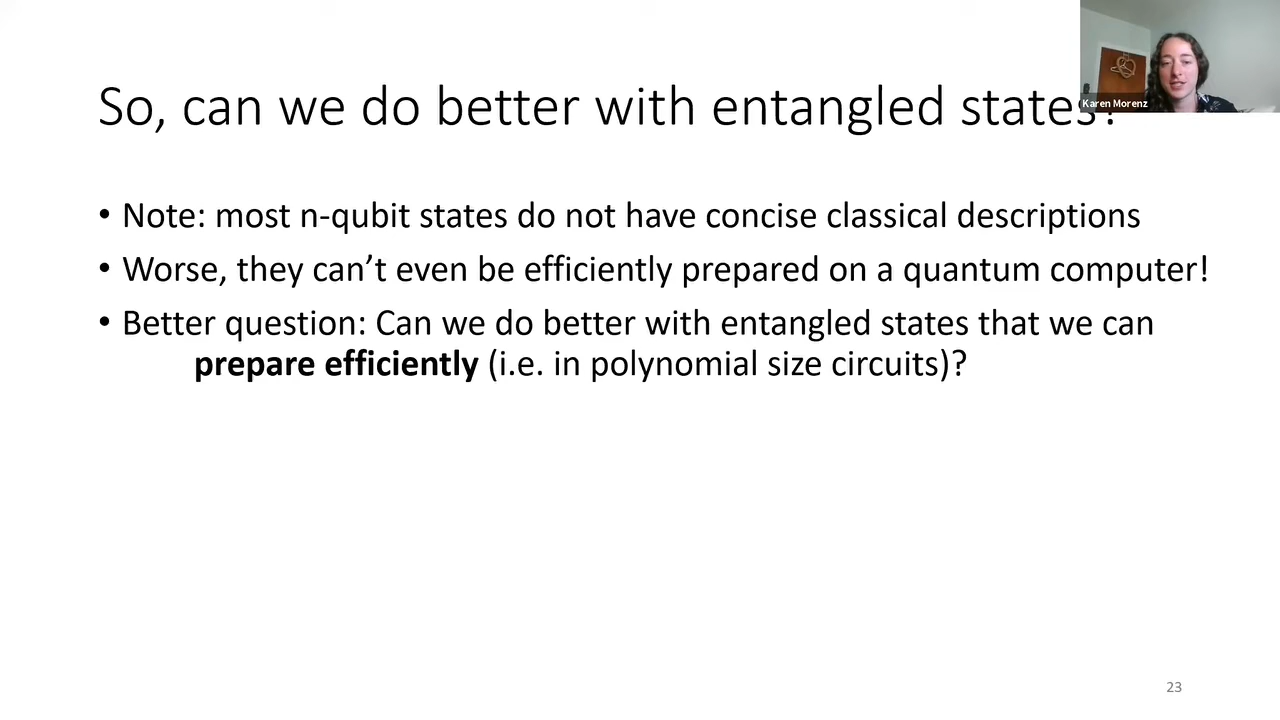 So, can we do better with entangled states?
Karen Morenz
• Note: most n-qubit states do not have concise classical descriptions
• Worse, they can’t even be efficiently prepared on a quantum computer!
• Better question: Can we do better with entangled states that we can
prepare efficiently (i.e. in polynomial size circuits)?
23